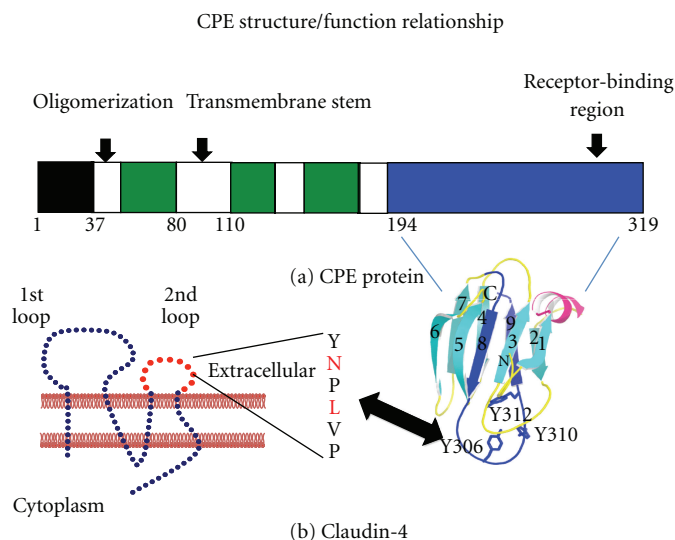 CPE structure/function relationship
Oligomerization
Transmembrane stem
Receptor-binding
region
1
37
80
110
194
319
(a) CPE protein
1st
loop
2nd
loop
Extracellular
Y
N
P
L
V
P
Cytoplasm
7
C
6
5
4
8
9
3
2
1
N
Y312
Y306
Y310
(b) Claudin-4